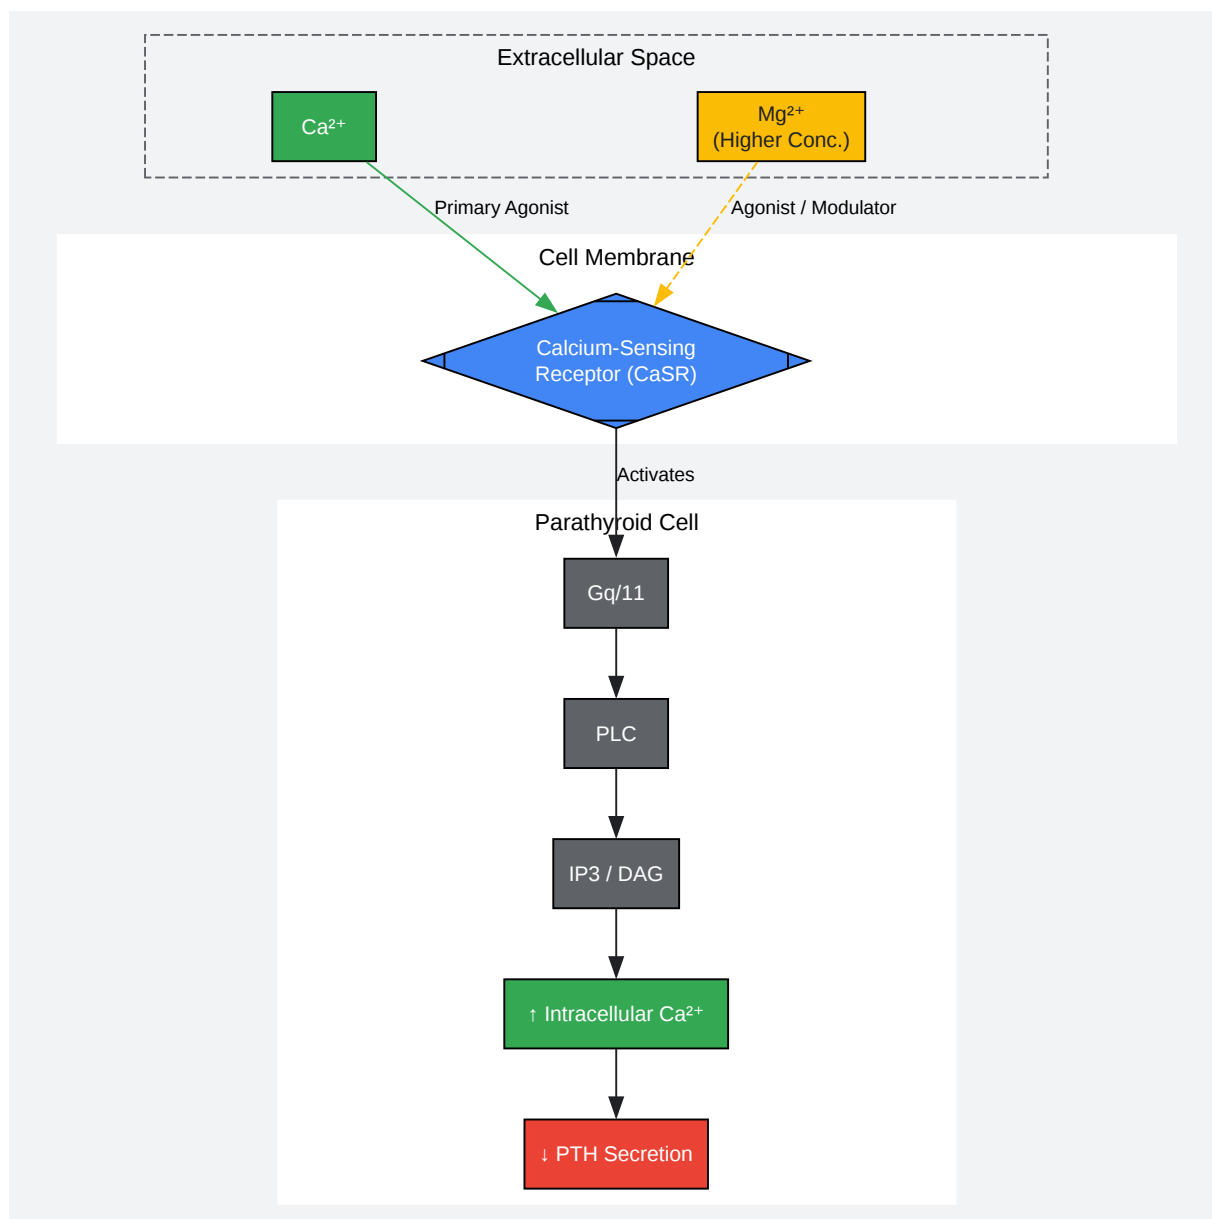 Extracellular Space
Ca²⁺
Mg²⁺
(Higher Conc.)
Primary Agonist
Agonist / Modulator
Cell Membrane
Calcium-Sensing
Receptor (CaSR)
Activates
Parathyroid Cell
Gq/11
PLC
IP3 / DAG
↑ Intracellular Ca²⁺
↓ PTH Secretion